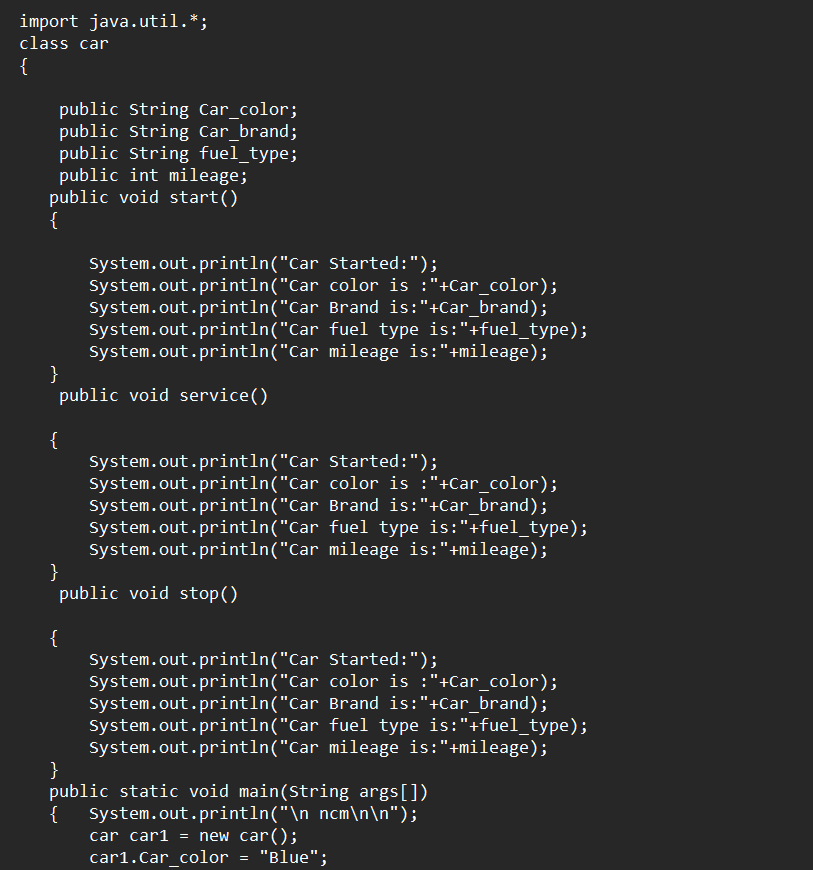 import java.util.*;
class car
{
public String Car_color;
public String Car_brand;
public String fuel_type;
public int mileage;
public void start()
{
System.out.println("Car Started:");
System.out.println("Car color is :"+Car_color);
System.out.println("Car Brand is:"+Car_brand);
System.out.println("Car fuel type is:"+fuel_type);
System.out.println("Car mileage is:"+mileage);
}
public void service()
{
System.out.println("Car Started:");
System.out.println("Car color is :"+Car_color);
System.out.println("Car Brand is:"+Car_brand);
System.out.println("Car fuel type is:"+fuel_type);
System.out.println("Car mileage is:"+mileage);
}
public void stop()
{
System.out.println("Car Started:");
System.out.println("Car color is :"+Car_color);
System.out.println("Car Brand is:"+Car_brand);
System.out.println("Car fuel type is:"+fuel_type);
System.out.println("Car mileage is:"+mileage);
}
public static void main(String args[])
{   System.out.println("\n ncm\n\n");
car car1 = new car();
car1.Car_color = "Blue";